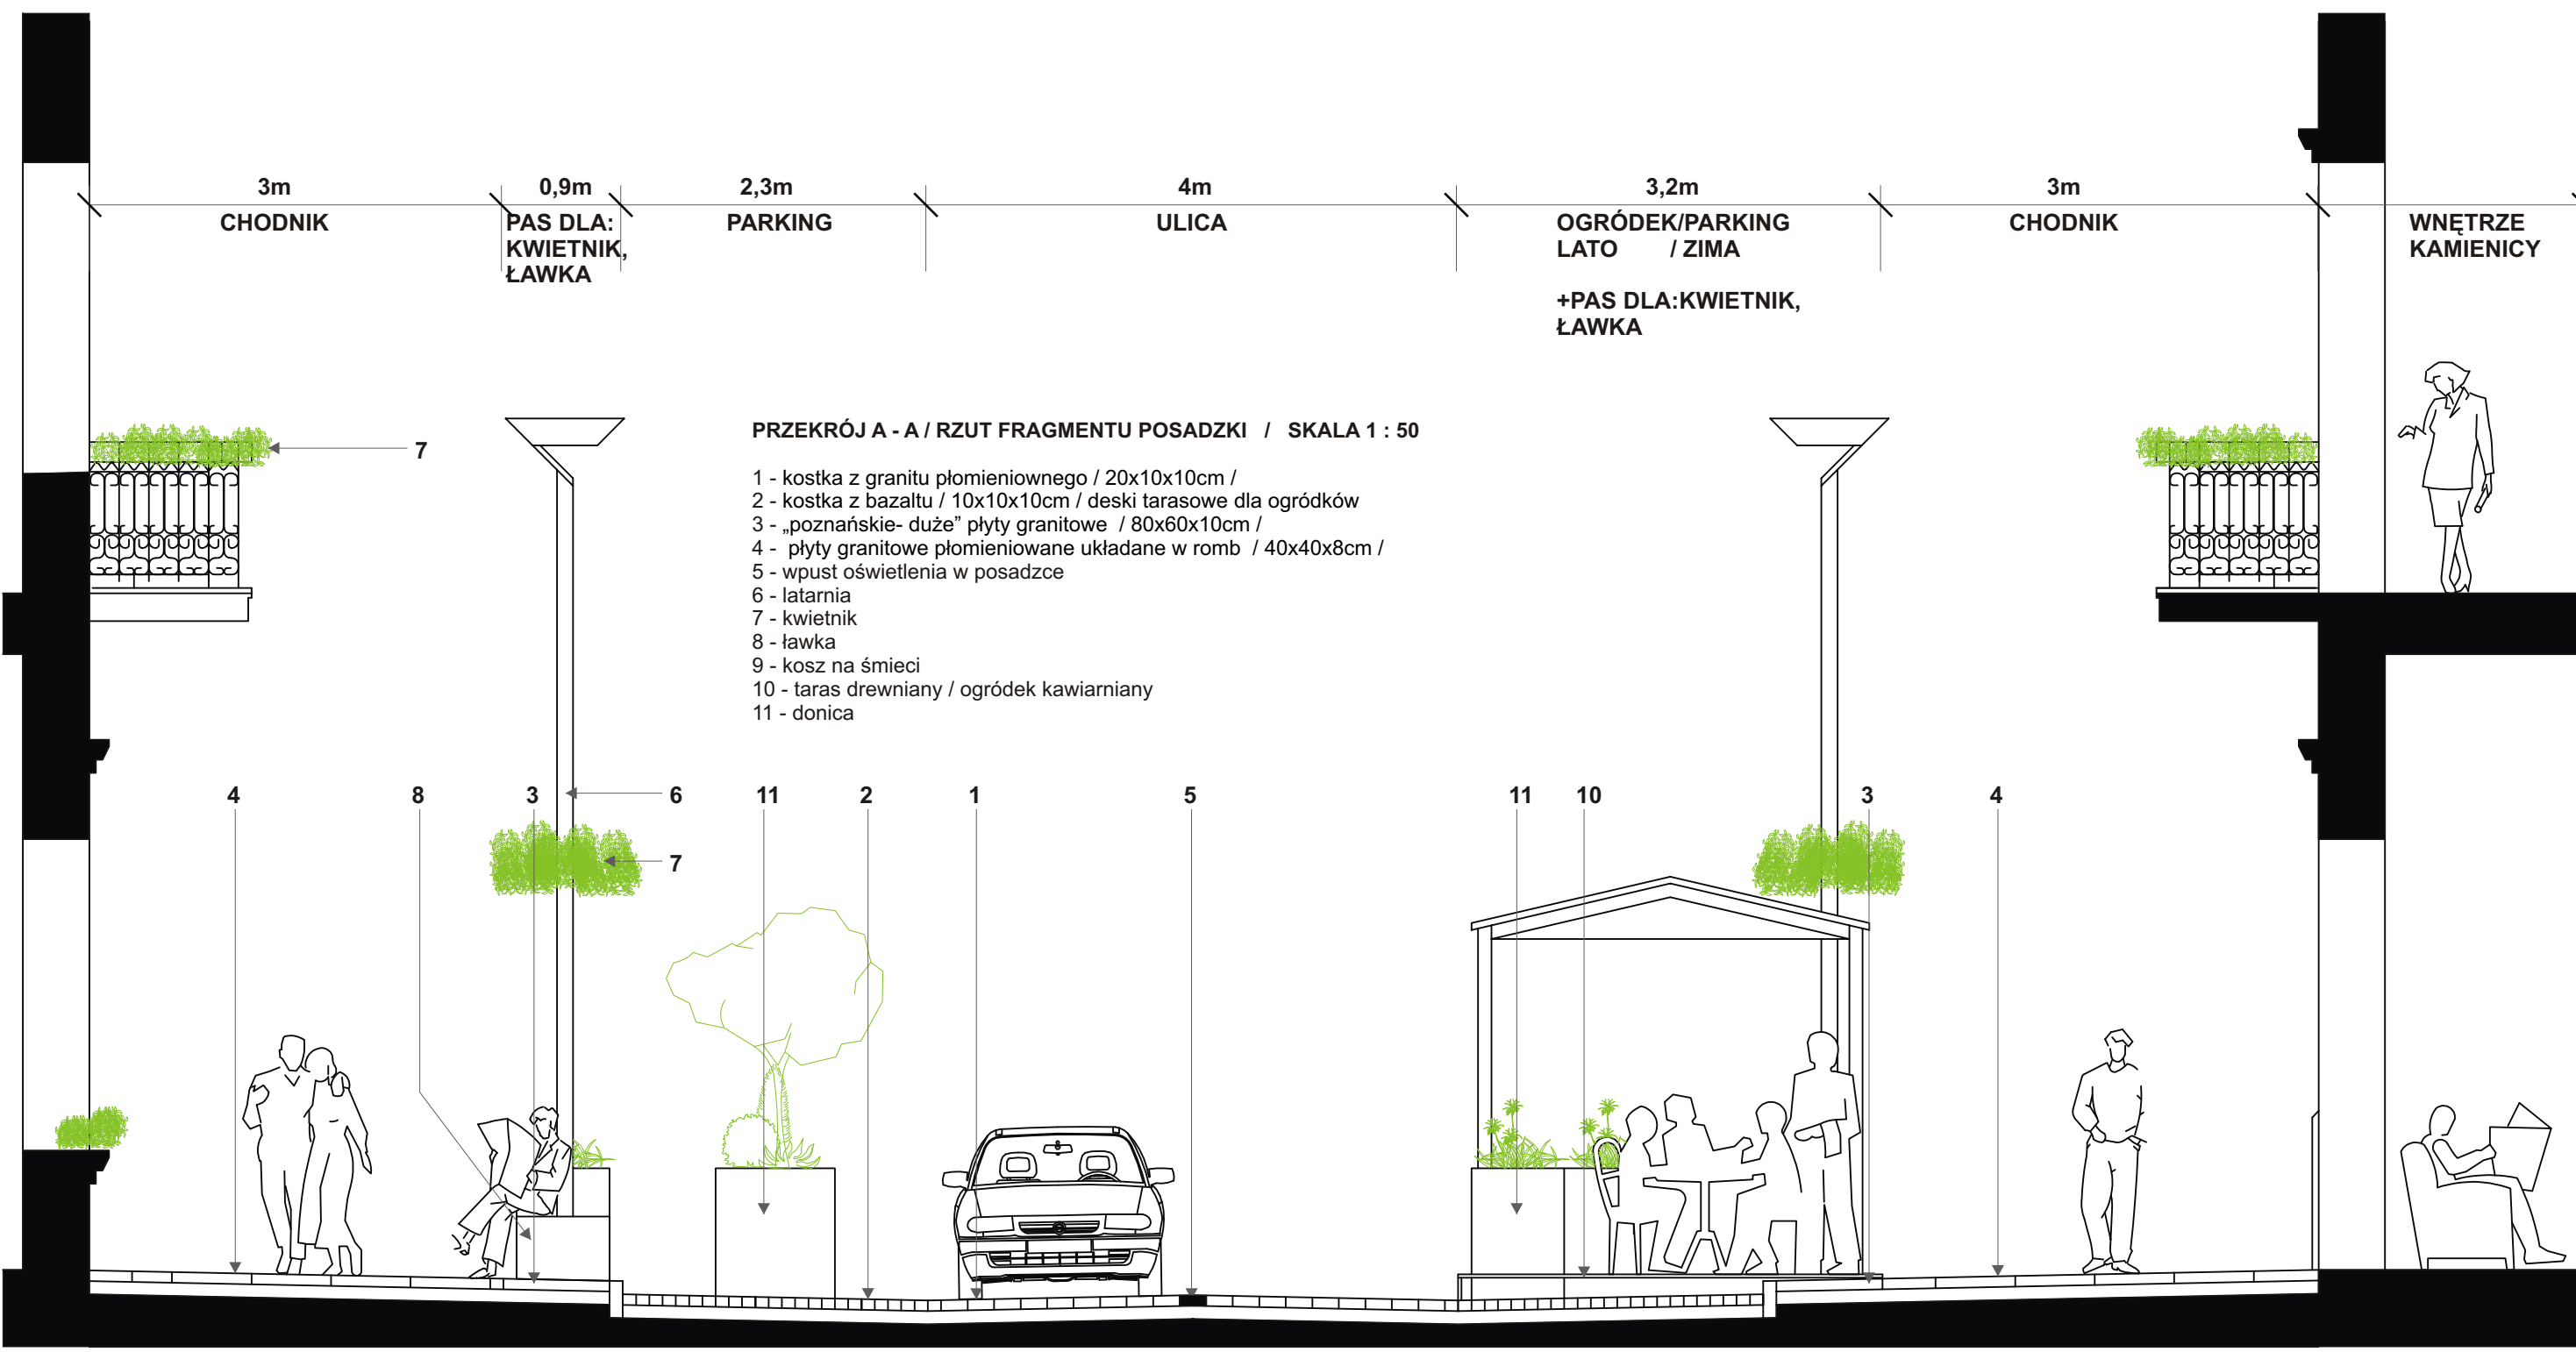 3m
0,9m
2,3m
4m
3,2m
3m
CHODNIK
PAS DLA:
KWIETNIK,
ŁAWKA
PARKING
ULICA
OGRÓDEK/PARKING
LATO / ZIMA
+PAS DLA:KWIETNIK,
ŁAWKA
CHODNIK
WNĘTRZE
KAMIENICY
PRZEKRÓJ A - A / RZUT FRAGMENTU POSADZKI / SKALA 1 : 50
1 - kostka z granitu płomieniownego / 20x10x10cm /
2 - kostka z bazaltu / 10x10x10cm / deski tarasowe dla ogródków
3 - „poznańskie- duże” płyty granitowe / 80x60x10cm /
4 - płyty granitowe płomieniowane układane w romb / 40x40x8cm /
5 - wpust oświetlenia w posadzce
6 - latarnia
7 - kwietnik
8 - ławka
9 - kosz na śmieci
10 - taras drewniany / ogródek kawiarniany
11 - donica
7
4
8
3
6
11
2
1
5
11
10
3
4
7